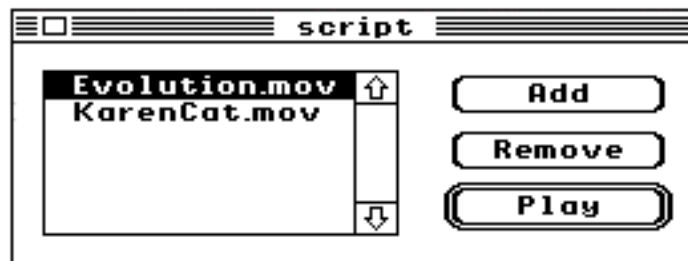 script
Evolution.mov
KarenCat.mov
Add
Remove
Play